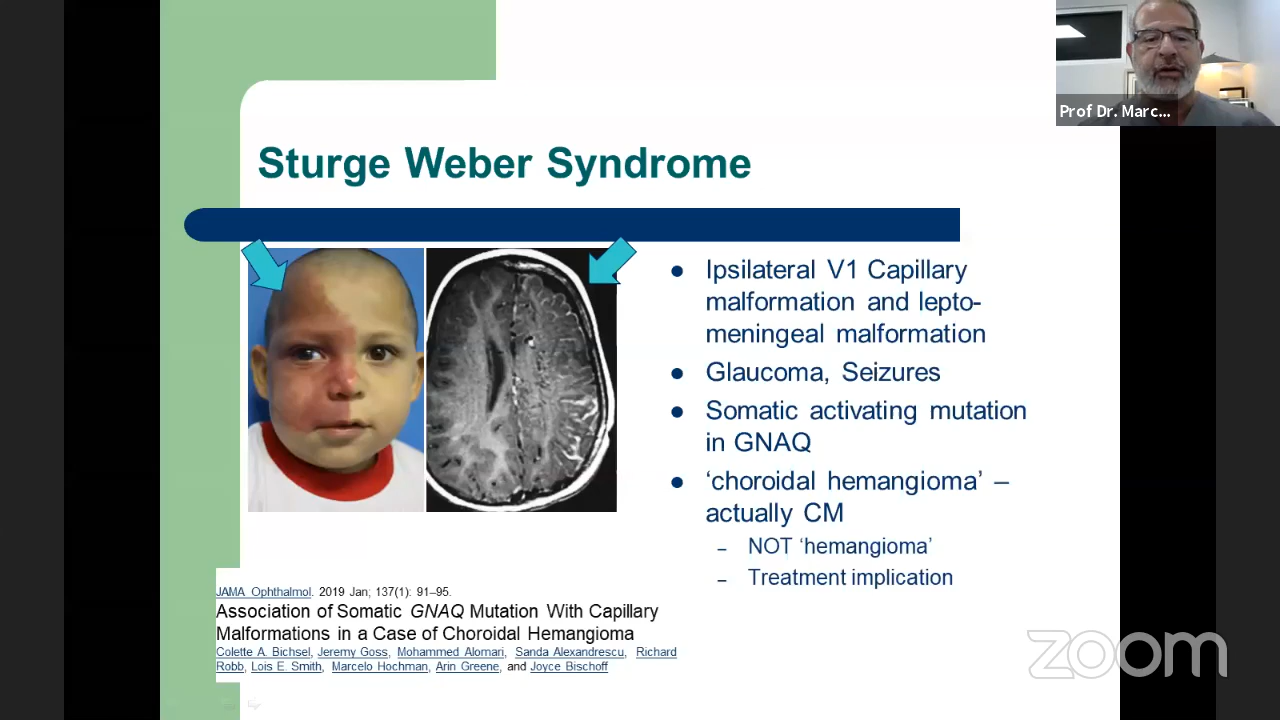 Prof Dr. Marc...
Sturge Weber Syndrome
● Ipsilateral V1 Capillary
malformation and lepto-
meningeal malformation
● Glaucoma, Seizures
● Somatic activating mutation
in GNAQ
● ‘choroidal hemangioma’ –
actually CM
– NOT ‘hemangioma’
– Treatment implication
JAMA Ophthalmol. 2019 Jan; 137(1): 91–95.
Association of Somatic GNAQ Mutation With Capillary
Malformations in a Case of Choroidal Hemangioma
Colette A. Bichsel, Jeremy Goss, Mohammed Alomari, Sanda Alexandrescu, Richard
Robb, Lois E. Smith, Marcelo Hochman, Arin Greene, and Joyce Bischoff
zoom